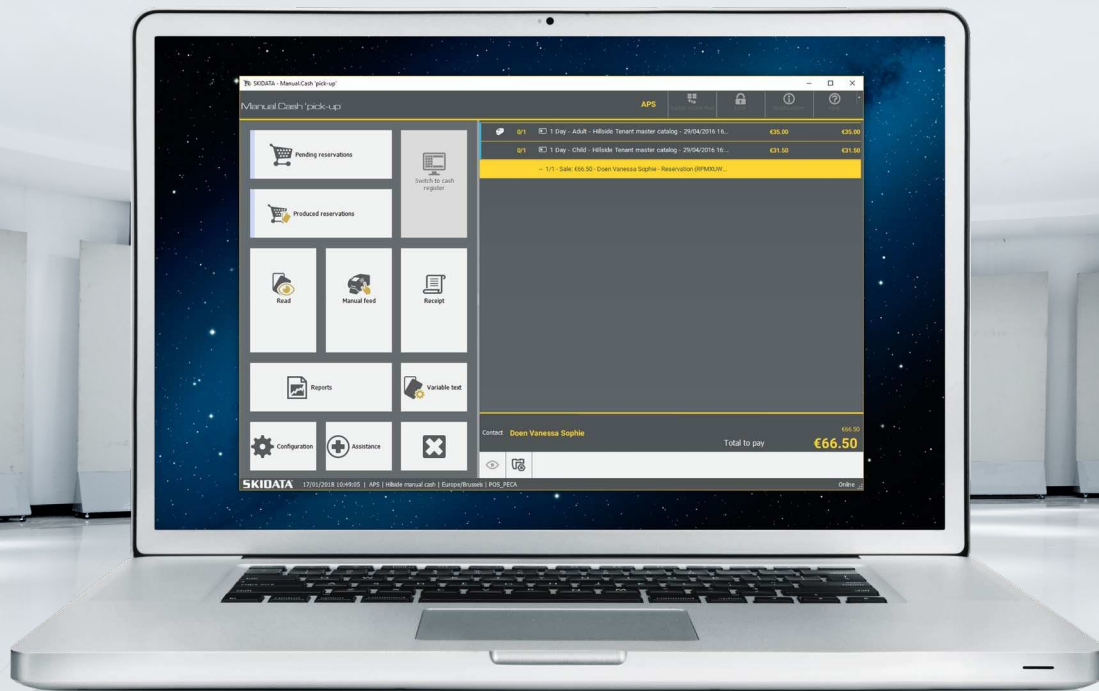 SKIDATA - Manual.Cash 'pick-up'
Manual.Cash 'pick-up'
APS
Pending reservations
Switch to cash register
Produced reservations
Read
Manual feed
Receipt
Reports
Variable text
Configuration
Assistance
0/1 1 Day - Adult - Hillside Tenant master catalog - 29/04/2016 16... €35.00 €35.00
0/1 1 Day - Child - Hillside Tenant master catalog - 29/04/2016 16... €31.50 €31.50
— 1/1 - Sale: €66.50 - Doen Vanessa Sophie - Reservation (RPMXUW...
€66.50
Contact Doen Vanessa Sophie
Total to pay €66.50
SKIDATA 17/01/2018 10:49:05 | APS | Hillside manual cash | Europe/Brussels | POS_PECA Online